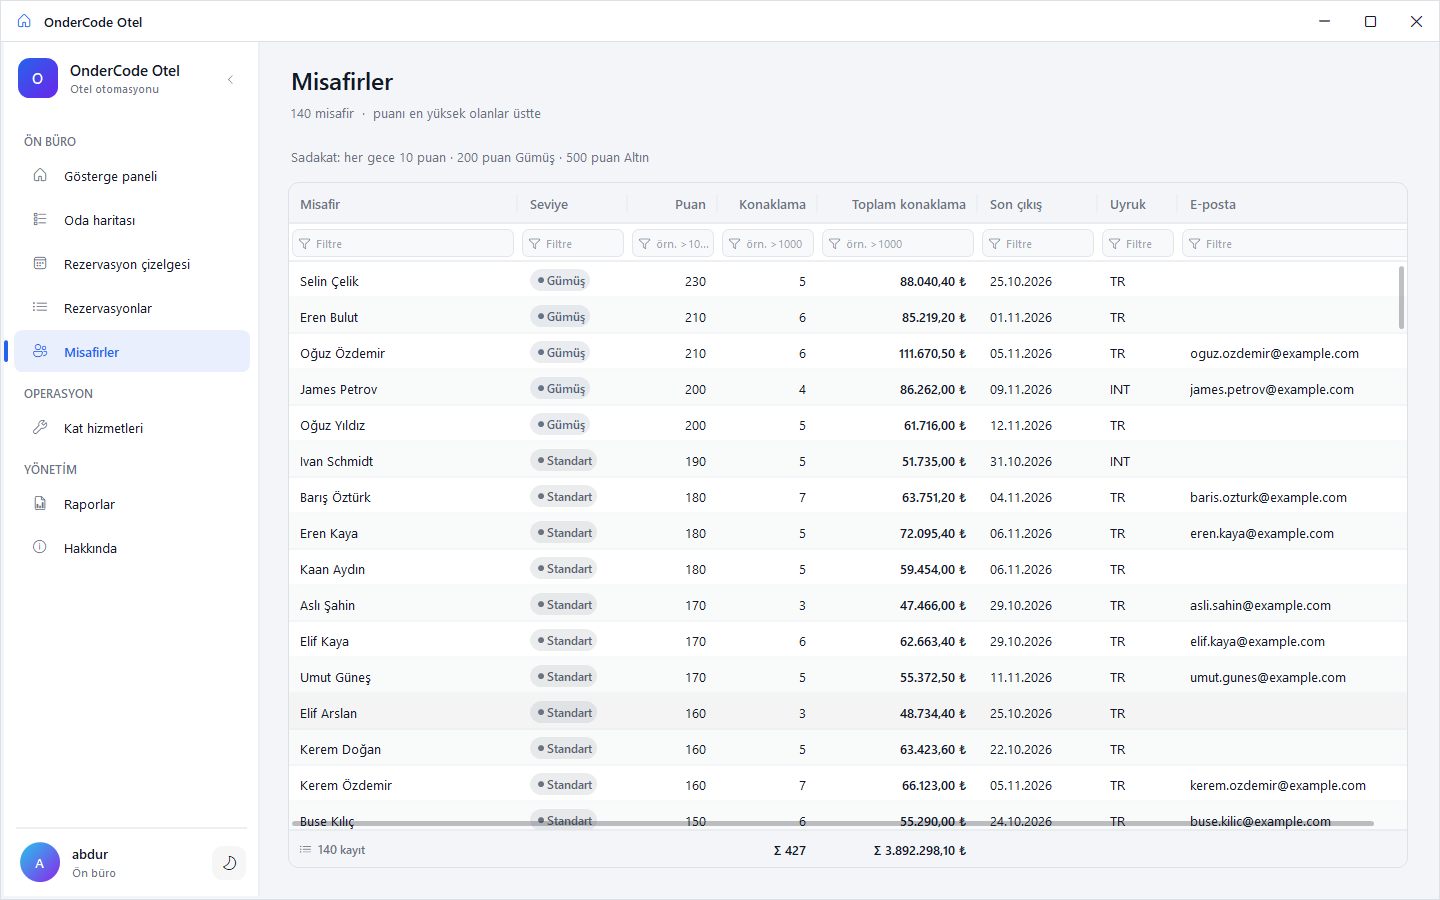 OnderCode Otel
O
OnderCode Otel
Otel otomasyonu
ÖN BÜRO
Gösterge paneli
Oda haritası
Rezervasyon çizelgesi
Rezervasyonlar
Misafirler
OPERASYON
Kat hizmetleri
YÖNETİM
Raporlar
Hakkında
A
abdur
Ön büro
Misafirler
140 misafir · puanı en yüksek olanlar üstte
Sadakat: her gece 10 puan · 200 puan Gümüş · 500 puan Altın
Misafir Seviye Puan Konaklama Toplam konaklama Son çıkış Uyruk E-posta
Filtre Filtre örn. >10... örn. >1000 örn. >1000 Filtre Filtre Filtre
Selin Çelik Gümüş 230 5 88.040,40 ₺ 25.10.2026 TR
Eren Bulut Gümüş 210 6 85.219,20 ₺ 01.11.2026 TR
Oğuz Özdemir Gümüş 210 6 111.670,50 ₺ 05.11.2026 TR oguz.ozdemir@example.com
James Petrov Gümüş 200 4 86.262,00 ₺ 09.11.2026 INT james.petrov@example.com
Oğuz Yıldız Gümüş 200 5 61.716,00 ₺ 12.11.2026 TR
Ivan Schmidt Standart 190 5 51.735,00 ₺ 31.10.2026 INT
Barış Öztürk Standart 180 7 63.751,20 ₺ 04.11.2026 TR baris.ozturk@example.com
Eren Kaya Standart 180 5 72.095,40 ₺ 06.11.2026 TR eren.kaya@example.com
Kaan Aydın Standart 180 5 59.454,00 ₺ 06.11.2026 TR
Aslı Şahin Standart 170 3 47.466,00 ₺ 29.10.2026 TR asli.sahin@example.com
Elif Kaya Standart 170 6 62.663,40 ₺ 29.10.2026 TR elif.kaya@example.com
Umut Güneş Standart 170 5 55.372,50 ₺ 11.11.2026 TR umut.gunes@example.com
Elif Arslan Standart 160 3 48.734,40 ₺ 25.10.2026 TR
Kerem Doğan Standart 160 5 63.423,60 ₺ 22.10.2026 TR
Kerem Özdemir Standart 160 7 66.123,00 ₺ 05.11.2026 TR kerem.ozdemir@example.com
Buse Kılıç Standart 150 6 55.290,00 ₺ 24.10.2026 TR buse.kilic@example.com
140 kayıt Σ 427 Σ 3.892.298,10 ₺